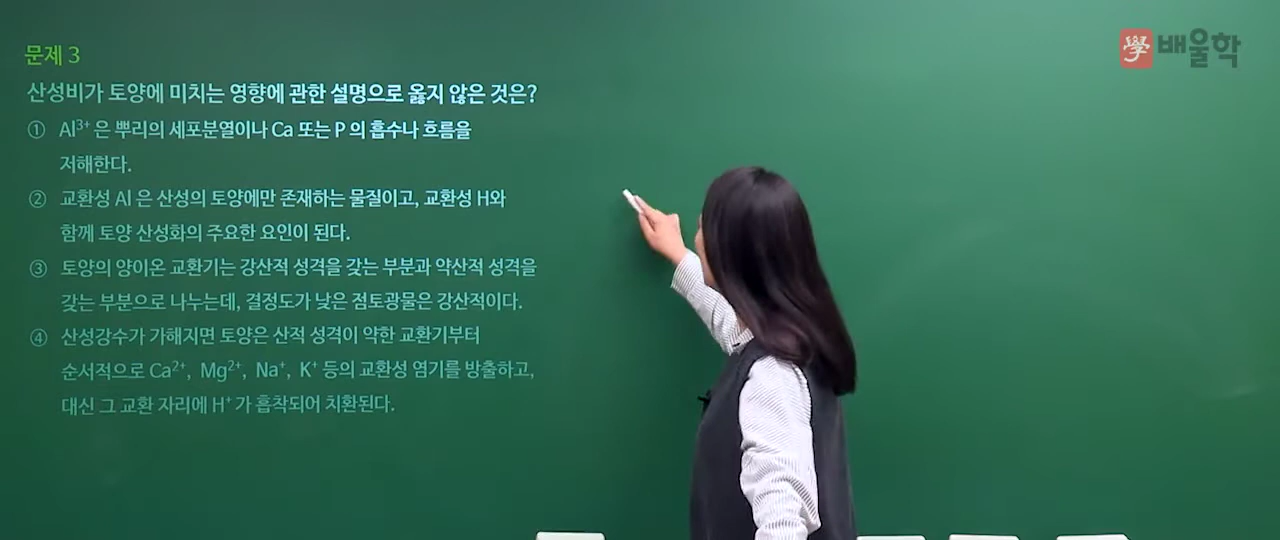 學 배울학
문제 3
산성비가 토양에 미치는 영향에 관한 설명으로 옳지 않은 것은?
① Al³⁺ 은 뿌리의 세포분열이나 Ca 또는 P 의 흡수나 흐름을
저해한다.
② 교환성 Al 은 산성의 토양에만 존재하는 물질이고, 교환성 H와
함께 토양 산성화의 주요한 요인이 된다.
③ 토양의 양이온 교환기는 강산적 성격을 갖는 부분과 약산적 성격을
갖는 부분으로 나누는데, 결정도가 낮은 점토광물은 강산적이다.
④ 산성강수가 가해지면 토양은 산적 성격이 약한 교환기부터
순서적으로 Ca²⁺, Mg²⁺, Na⁺, K⁺ 등의 교환성 염기를 방출하고,
대신 그 교환 자리에 H⁺ 가 흡착되어 치환된다.